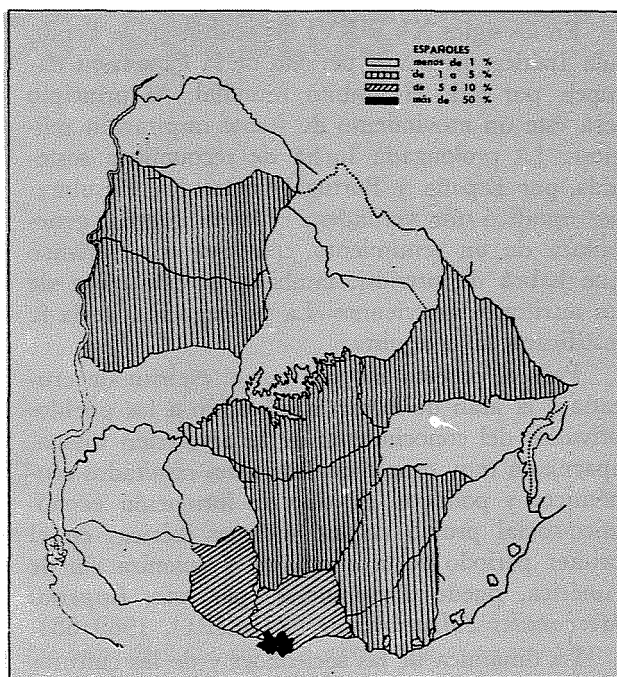 ESPAÑOLES
menos de 1 %
de 1 a 5 %
de 5 a 10 %
más de 50 %